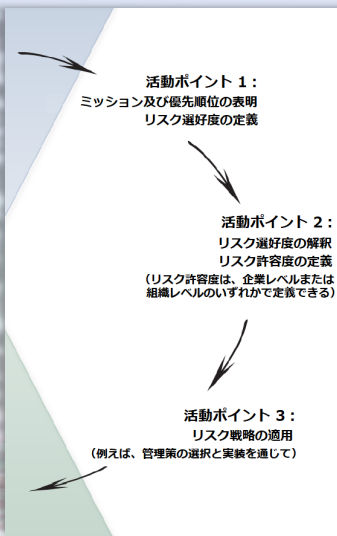 活動ポイント 1：
ミッション及び優先順位の表明
リスク選好度の定義
活動ポイント 2：
リスク選好度の解釈
リスク許容度の定義
（リスク許容度は、企業レベルまたは
組織レベルのいずれかで定義できる）
活動ポイント 3：
リスク戦略の適用
（例えば、管理策の選択と実装を通じて）